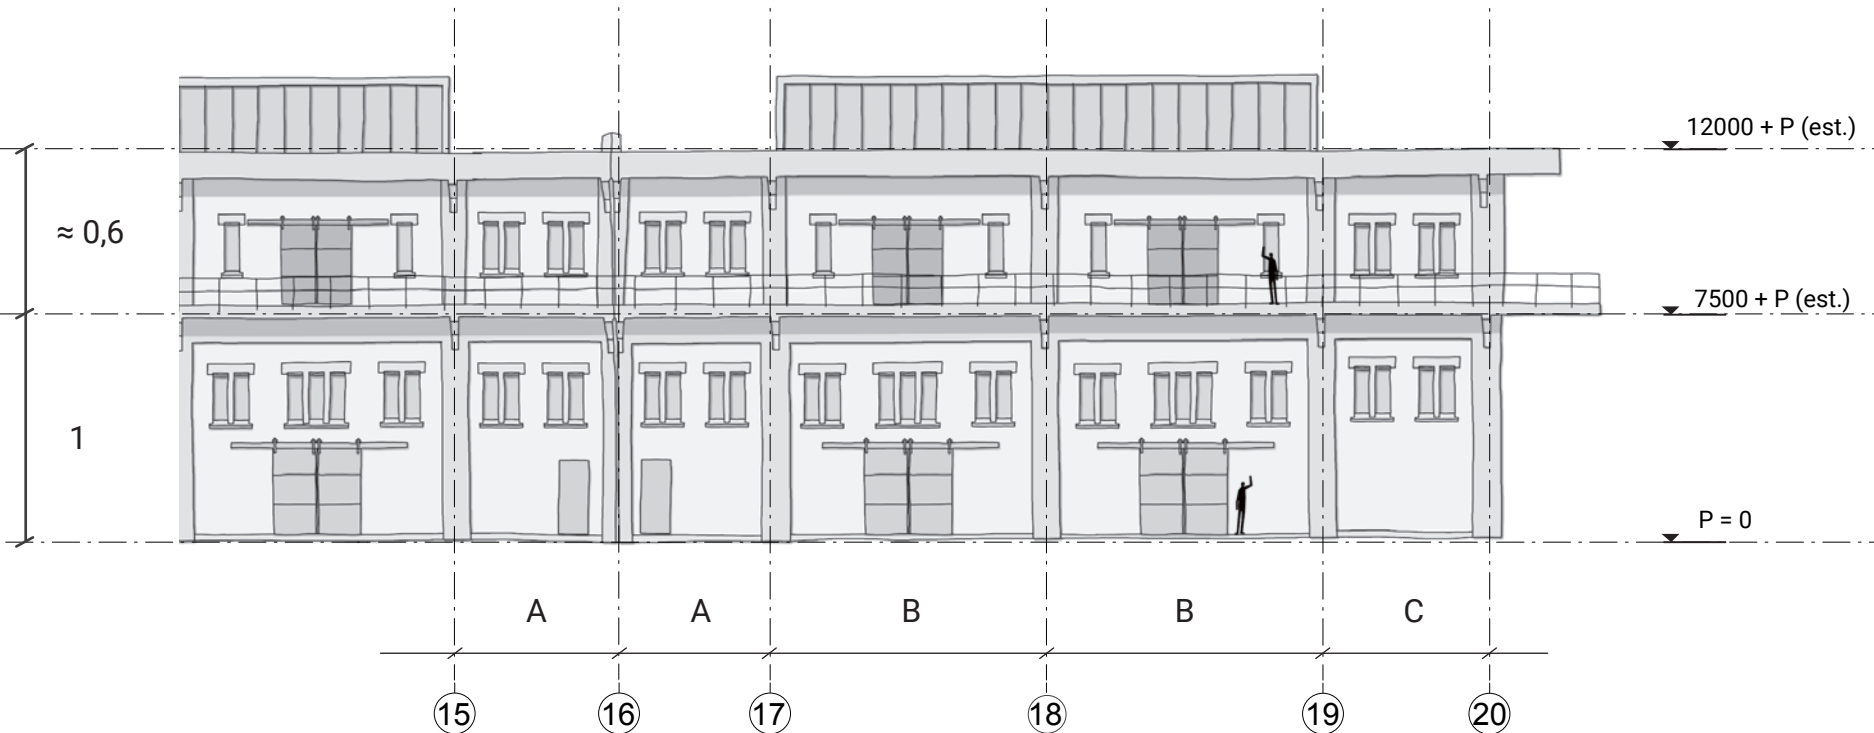 12000 + P (est.)
≈ 0,6
7500 + P (est.)
1
P = 0
A A B B C
15 16 17 18 19 20